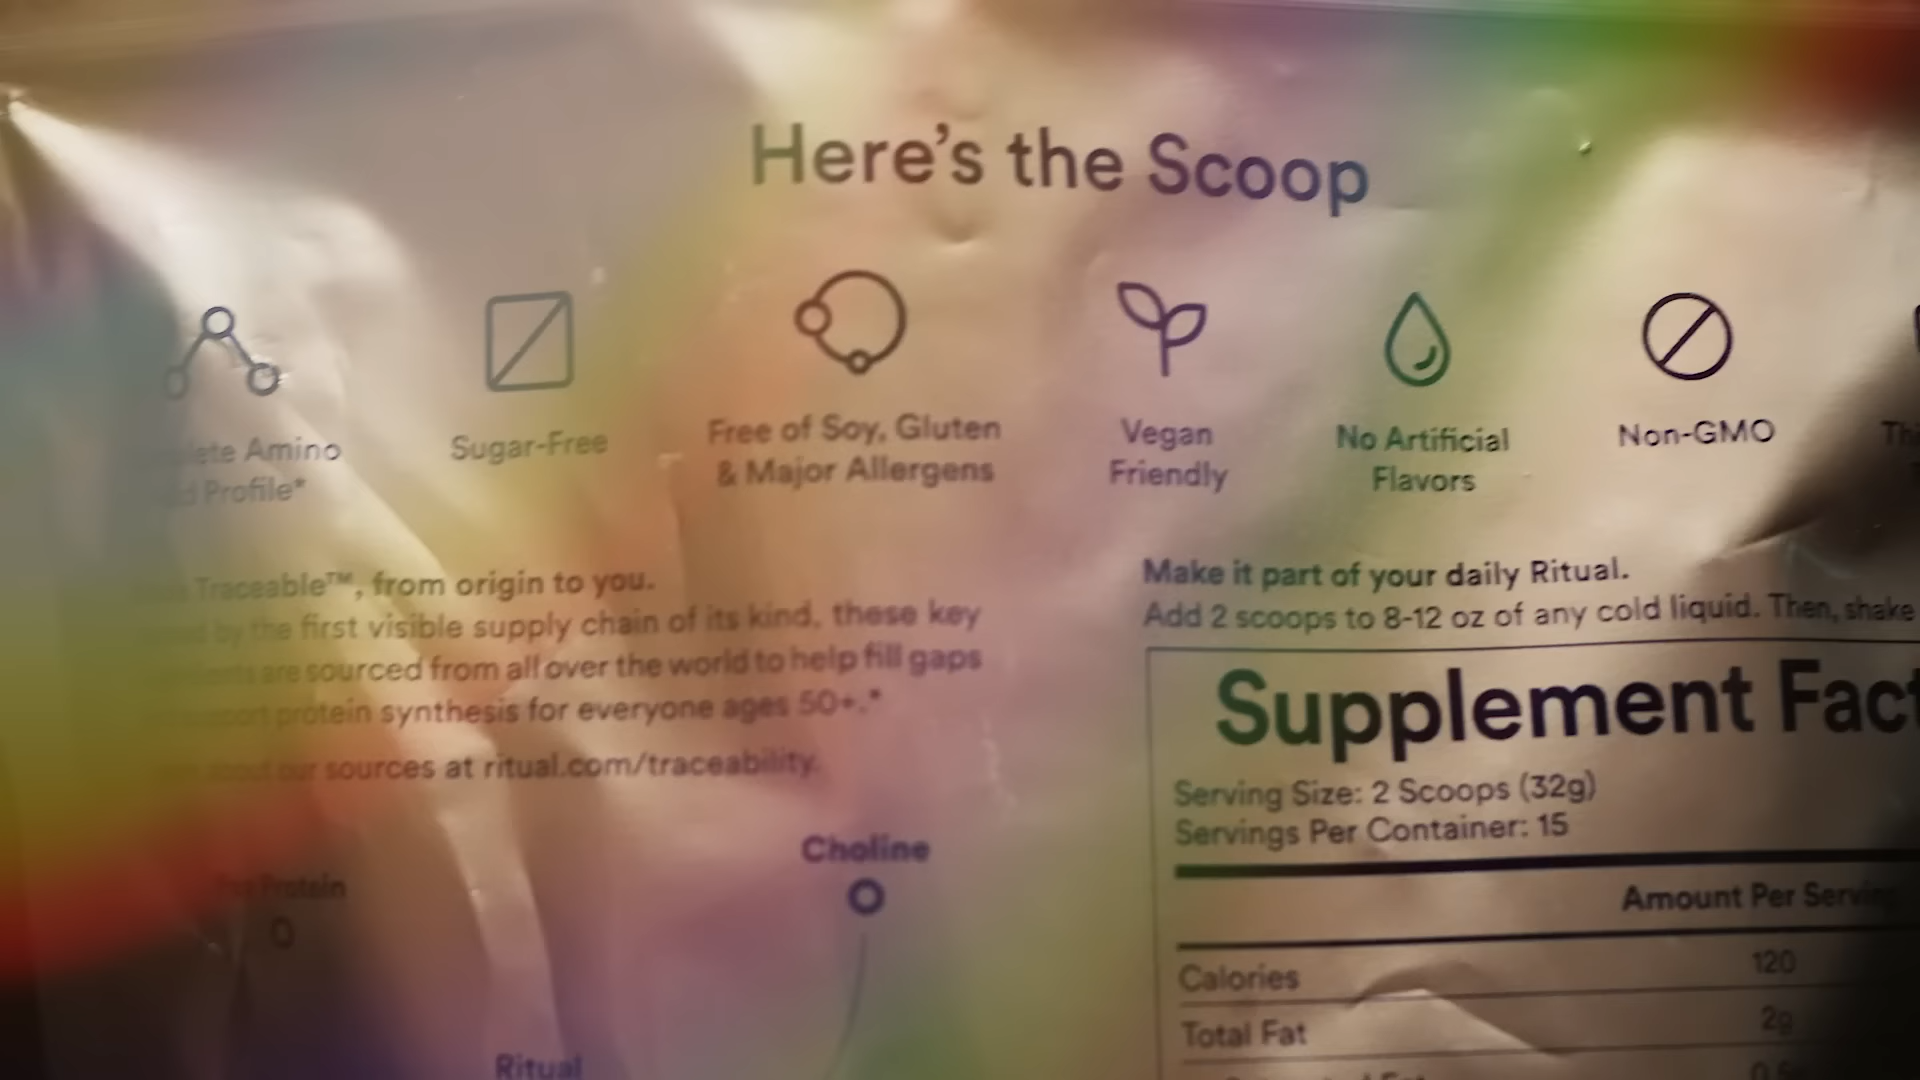 Here's the Scoop
Amino
Profile*
Sugar-Free
Free of Soy, Gluten
& Major Allergens
Vegan
Friendly
No Artificial
Flavors
Non-GMO
Traceable™, from origin to you.
by the first visible supply chain of its kind, these key
are sourced from all over the world to help fill gaps
protein synthesis for everyone ages 50+.*
our sources at ritual.com/traceability.
Protein
Choline
Ritual
Make it part of your daily Ritual.
Add 2 scoops to 8-12 oz of any cold liquid. Then, shake
Supplement
Serving Size: 2 Scoops (32g)
Servings Per Container: 15
Amount Per
Calories 120
Total Fat 2g